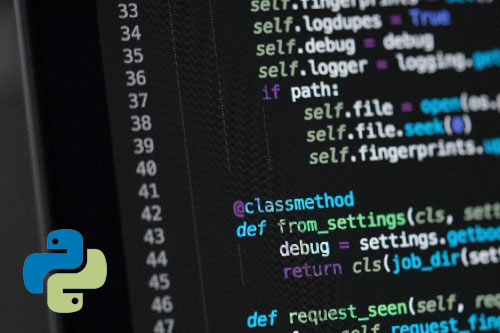 33 self.fingerprints
34 self.logdupes = True
35 self.debug = debug
36 self.logger = logging.
37 if path:
38 self.file = open(os.
39 self.file.seek(0)
40 self.fingerprints.
41
42 @classmethod
43 def from_settings(cls,
44 debug = settings.
45 return cls(job_dir(
46
47 def request_seen(self,